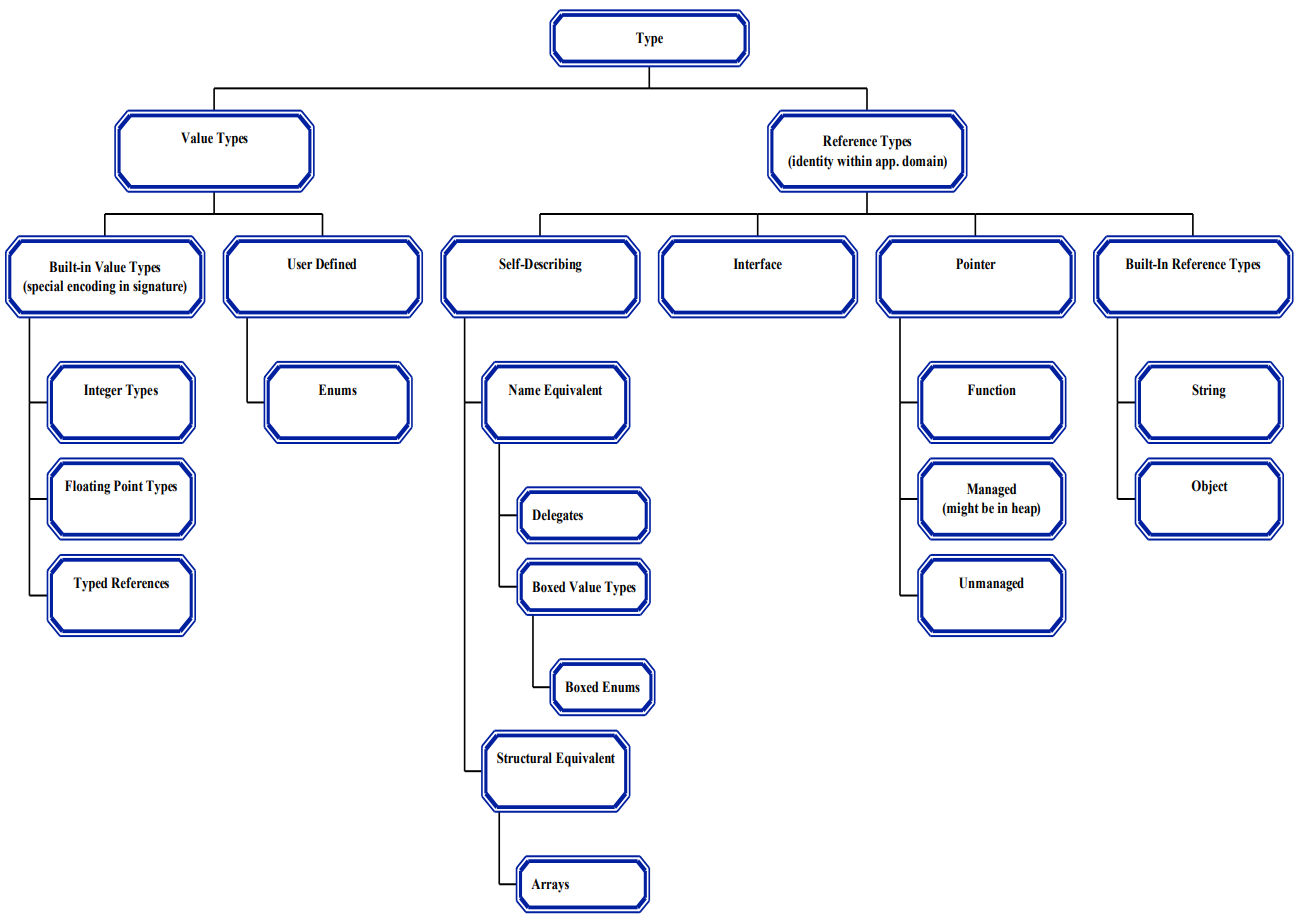 Type
Value Types
Reference Types
(identity within app. domain)
Built-in Value Types
(special encoding in signature)
User Defined
Self-Describing
Interface
Pointer
Built-In Reference Types
Integer Types
Enums
Name Equivalent
Function
String
Floating Point Types
Managed
(might be in heap)
Object
Delegates
Typed References
Boxed Value Types
Unmanaged
Boxed Enums
Structural Equivalent
Arrays